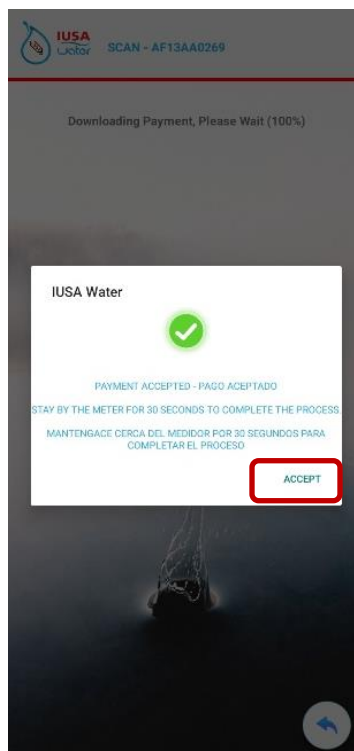 IUSA
water
SCAN - AF13AA0269
Downloading Payment, Please Wait (100%)
IUSA Water
PAYMENT ACCEPTED - PAGO ACEPTADO
STAY BY THE METER FOR 30 SECONDS TO COMPLETE THE PROCESS
MANTENGACE CERCA DEL MEDIDOR POR 30 SEGUNDOS PARA
COMPLETAR EL PROCESO
ACCEPT